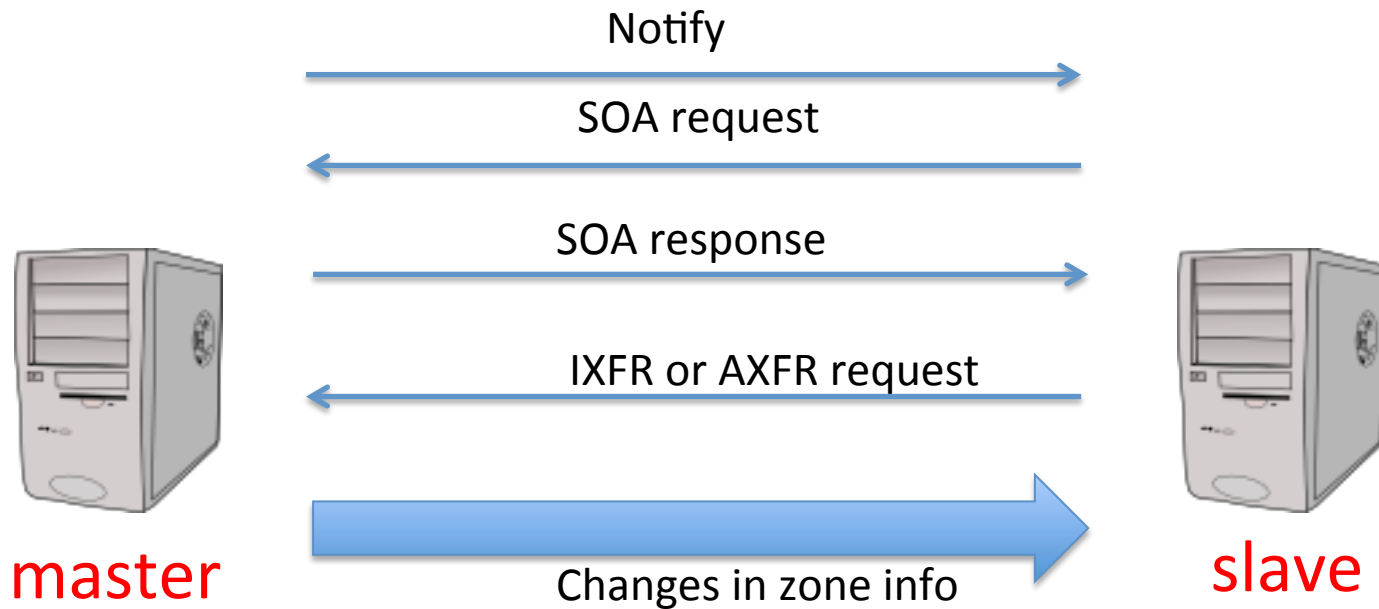 Notify
SOA request
SOA response
IXFR or AXFR request
Changes in zone info
master
slave